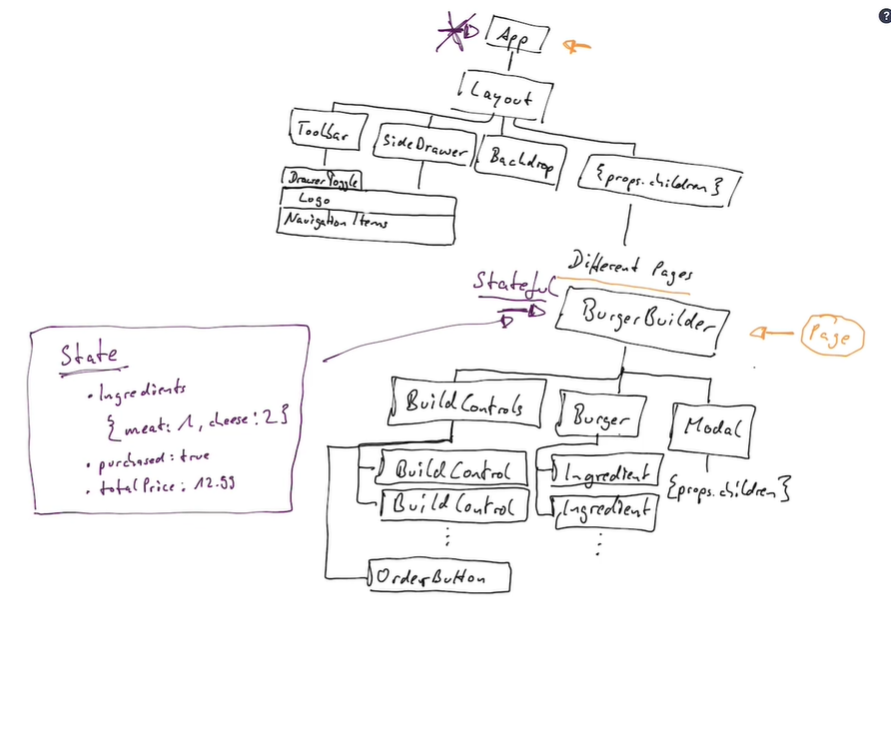 ?
App
Layout
Toolbar
SideDrawer
Backdrop
{props.children}
DrawerToggle
Logo
Navigation Items
Different Pages
Stateful
BurgerBuilder
Page
State
• Ingredients
{meat: 1, cheese: 2}
• purchased: true
• totalPrice: 12.99
BuildControls
Burger
Modal
BuildControl
Ingredient
{props.children}
BuildControl
Ingredient
OrderButton